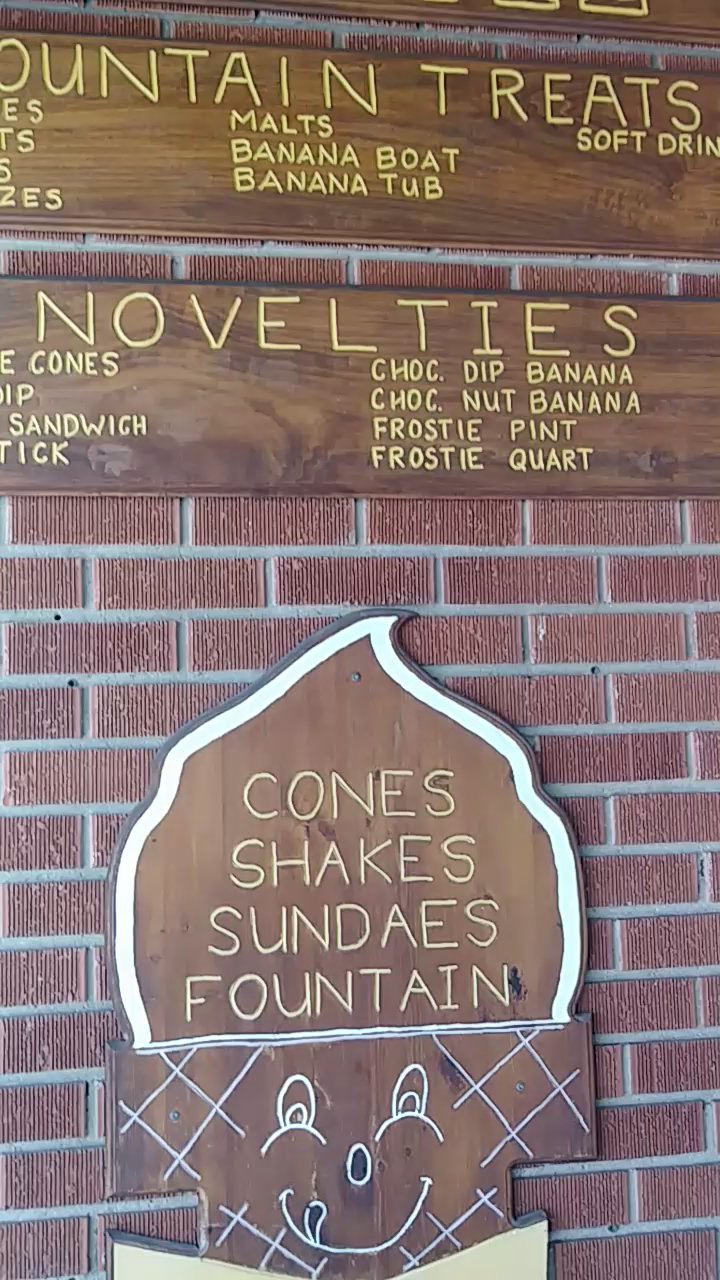 OUNTAIN TREATS
ES MALTS SOFT DRIN
TS BANANA BOAT
S BANANA TUB
ZES
NOVELTIES
E CONES CHOC. DIP BANANA
DIP CHOC. NUT BANANA
SANDWICH FROSTIE PINT
TICK FROSTIE QUART
CONES
SHAKES
SUNDAES
FOUNTAIN